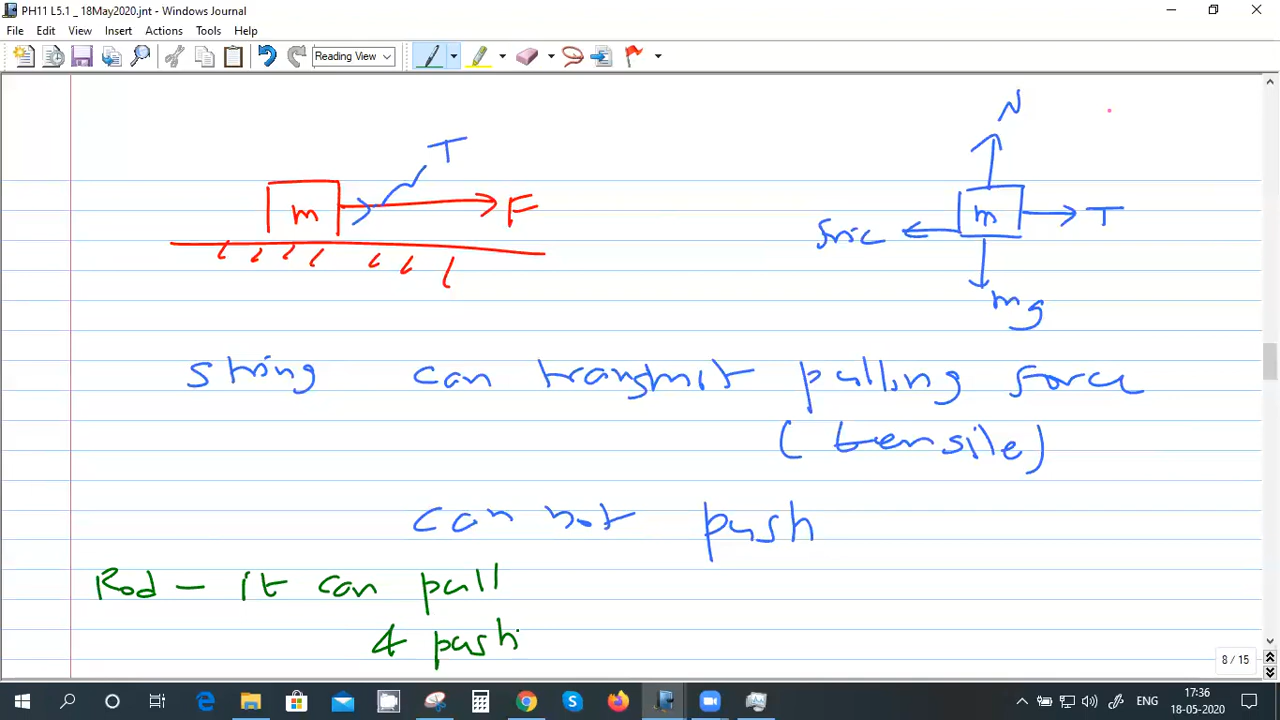 PH11 L5.1 _ 18May2020.jnt - Windows Journal
File Edit View Insert Actions Tools Help
Reading View
N
T
m
F
m
T
fric
mg
string can transmit pulling force
(tensile)
can not push
Rod - it can pull
& push
8 / 15
ENG
17:36
18-05-2020